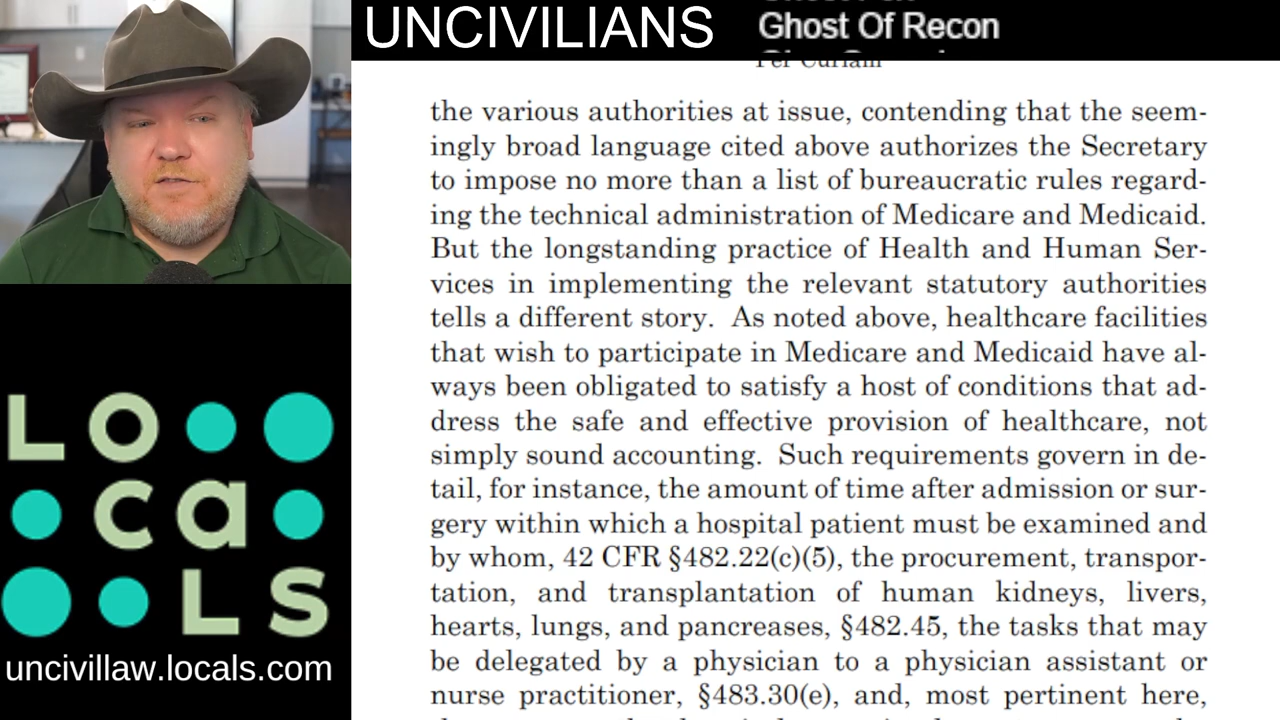 UNCIVILIANS
Ghost Of Recon
Per Curiam
the various authorities at issue, contending that the seem-
ingly broad language cited above authorizes the Secretary
to impose no more than a list of bureaucratic rules regard-
ing the technical administration of Medicare and Medicaid.
But the longstanding practice of Health and Human Ser-
vices in implementing the relevant statutory authorities
tells a different story. As noted above, healthcare facilities
that wish to participate in Medicare and Medicaid have al-
ways been obligated to satisfy a host of conditions that ad-
dress the safe and effective provision of healthcare, not
simply sound accounting. Such requirements govern in de-
tail, for instance, the amount of time after admission or sur-
gery within which a hospital patient must be examined and
by whom, 42 CFR §482.22(c)(5), the procurement, transpor-
tation, and transplantation of human kidneys, livers,
hearts, lungs, and pancreases, §482.45, the tasks that may
be delegated by a physician to a physician assistant or
nurse practitioner, §483.30(e), and, most pertinent here,
LO
ca
LS
uncivillaw.locals.com